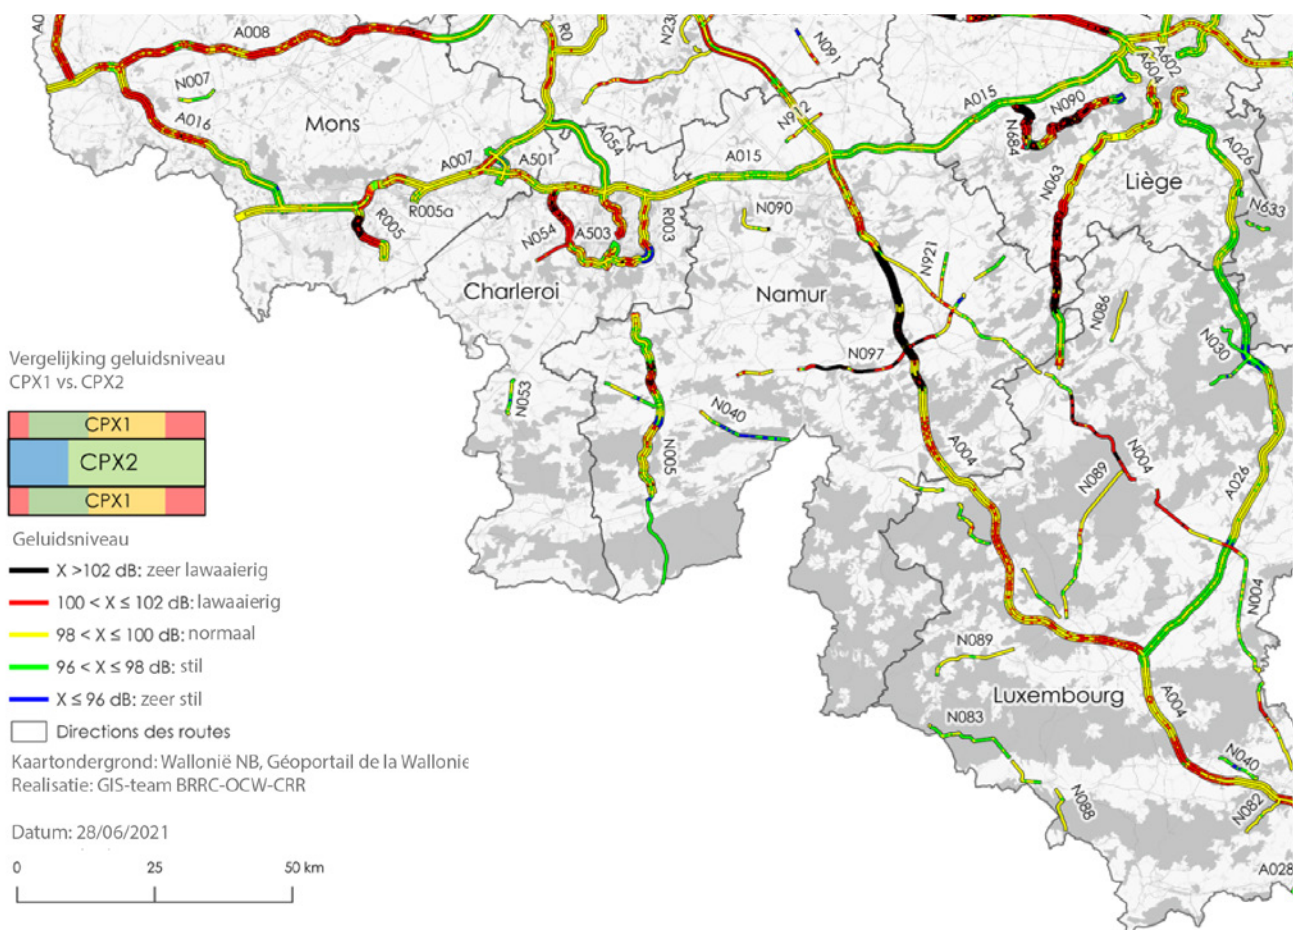 A0
A008
R0
N230
N091
N007
A016
Mons
A007
A501
A054
N912
A015
A015
N684
N090
A604
A602
A026
N063
Liège
N633
R005a
R005
N054
A503
R003
N090
Charleroi
Namur
N921
N086
N097
N030
N053
N040
N005
A004
N004
N089
A026
N004
N089
Luxembourg
N083
A004
N040
N088
N082
A028
Vergelijking geluidsniveau
CPX1 vs. CPX2
CPX1
CPX2
CPX1
Geluidsniveau
X >102 dB: zeer lawaaierig
100 < X ≤ 102 dB: lawaaierig
98 < X ≤ 100 dB: normaal
96 < X ≤ 98 dB: stil
X ≤ 96 dB: zeer stil
Directions des routes
Kaartondergrond: Wallonië NB, Géoportail de la Wallonie
Realisatie: GIS-team BRRC-OCW-CRR
Datum: 28/06/2021
0 25 50 km